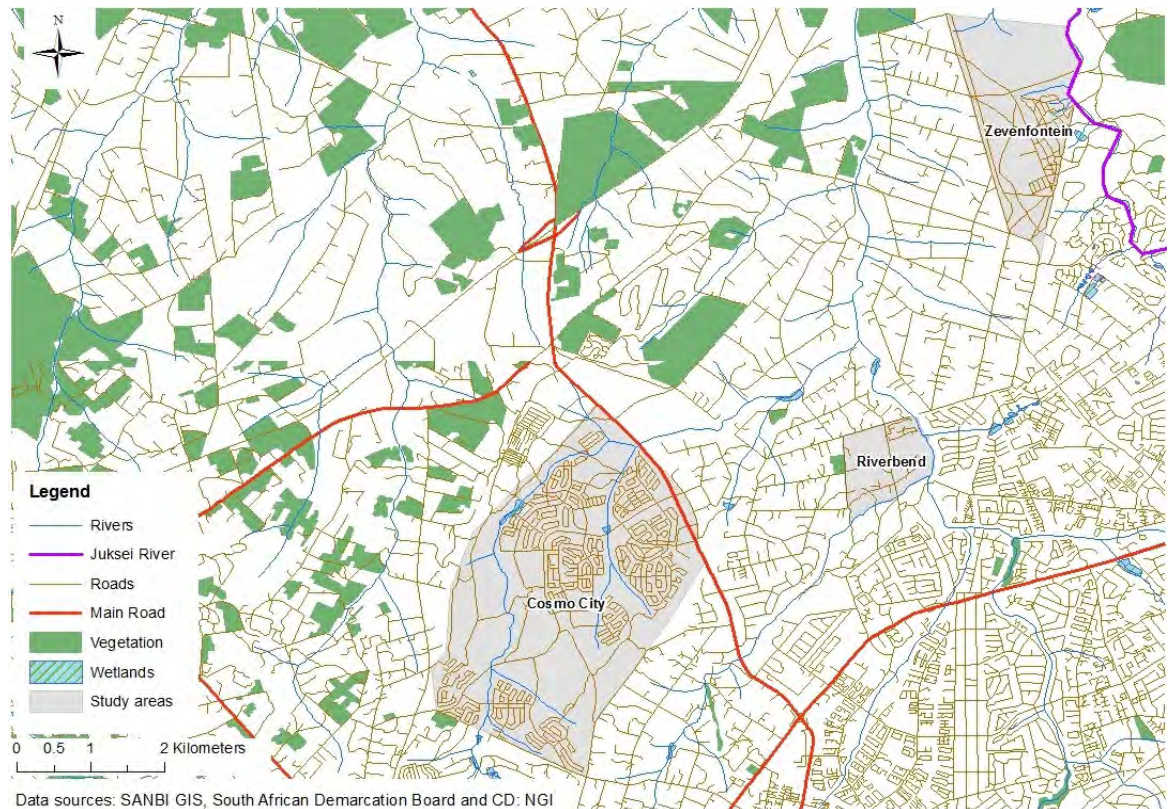 N
Zevenfontein
Riverbend
Cosmo City
Legend
Rivers
Juksei River
Roads
Main Road
Vegetation
Wetlands
Study areas
0 0.5 1 2 Kilometers
Data sources: SANBI GIS, South African Demarcation Board and CD: NGI